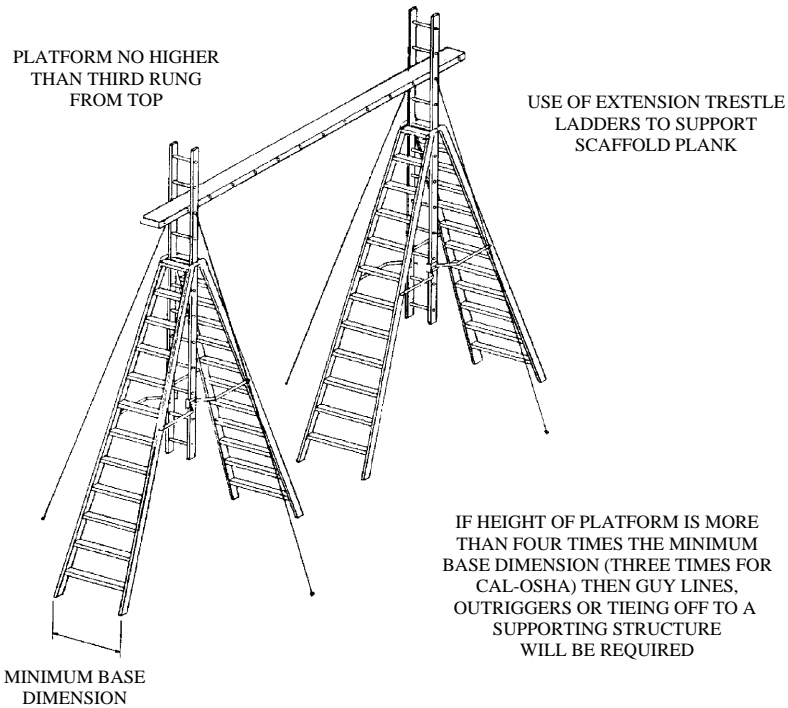 PLATFORM NO HIGHER
THAN THIRD RUNG
FROM TOP
USE OF EXTENSION TRESTLE
LADDERS TO SUPPORT
SCAFFOLD PLANK
IF HEIGHT OF PLATFORM IS MORE
THAN FOUR TIMES THE MINIMUM
BASE DIMENSION (THREE TIMES FOR
CAL-OSHA) THEN GUY LINES,
OUTRIGGERS OR TIEING OFF TO A
SUPPORTING STRUCTURE
WILL BE REQUIRED
MINIMUM BASE
DIMENSION